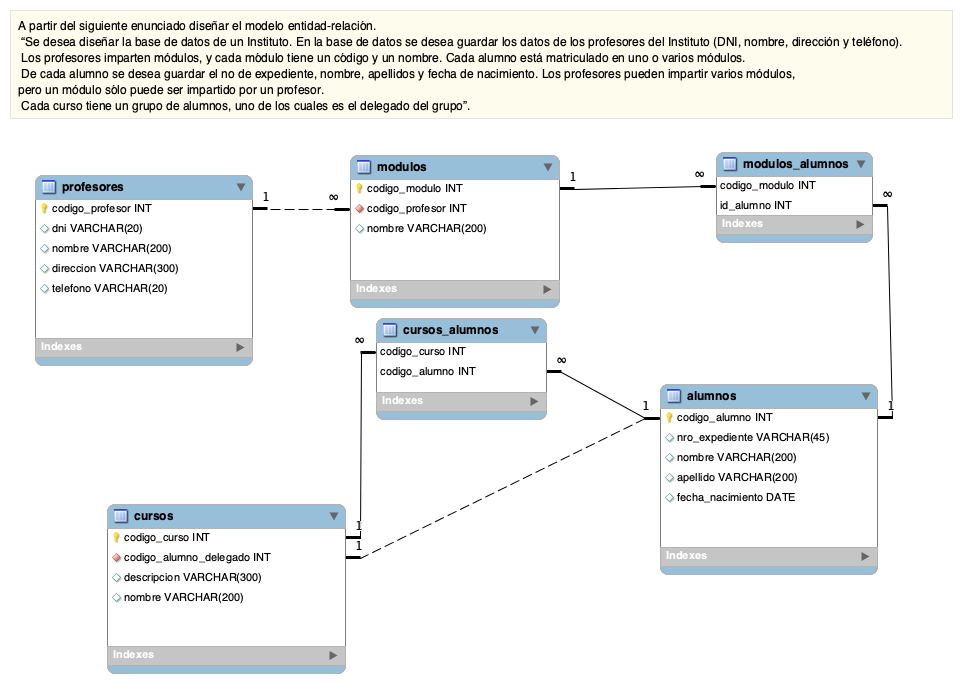 A partir del siguiente enunciado diseñar el modelo entidad-relación.
“Se desea diseñar la base de datos de un Instituto. En la base de datos se desea guardar los datos de los profesores del Instituto (DNI, nombre, dirección y teléfono).
Los profesores imparten módulos, y cada módulo tiene un código y un nombre. Cada alumno está matriculado en uno o varios módulos.
De cada alumno se desea guardar el no de expediente, nombre, apellidos y fecha de nacimiento. Los profesores pueden impartir varios módulos,
pero un módulo sólo puede ser impartido por un profesor.
Cada curso tiene un grupo de alumnos, uno de los cuales es el delegado del grupo”.
profesores
codigo_profesor INT
dni VARCHAR(20)
nombre VARCHAR(200)
direccion VARCHAR(300)
telefono VARCHAR(20)
Indexes
1
∞
modulos
codigo_modulo INT
codigo_profesor INT
nombre VARCHAR(200)
Indexes
1
∞
modulos_alumnos
codigo_modulo INT
id_alumno INT
Indexes
∞
1
cursos_alumnos
codigo_curso INT
codigo_alumno INT
Indexes
∞
∞
1
alumnos
codigo_alumno INT
nro_expediente VARCHAR(45)
nombre VARCHAR(200)
apellido VARCHAR(200)
fecha_nacimiento DATE
Indexes
cursos
codigo_curso INT
codigo_alumno_delegado INT
descripcion VARCHAR(300)
nombre VARCHAR(200)
Indexes
1
1